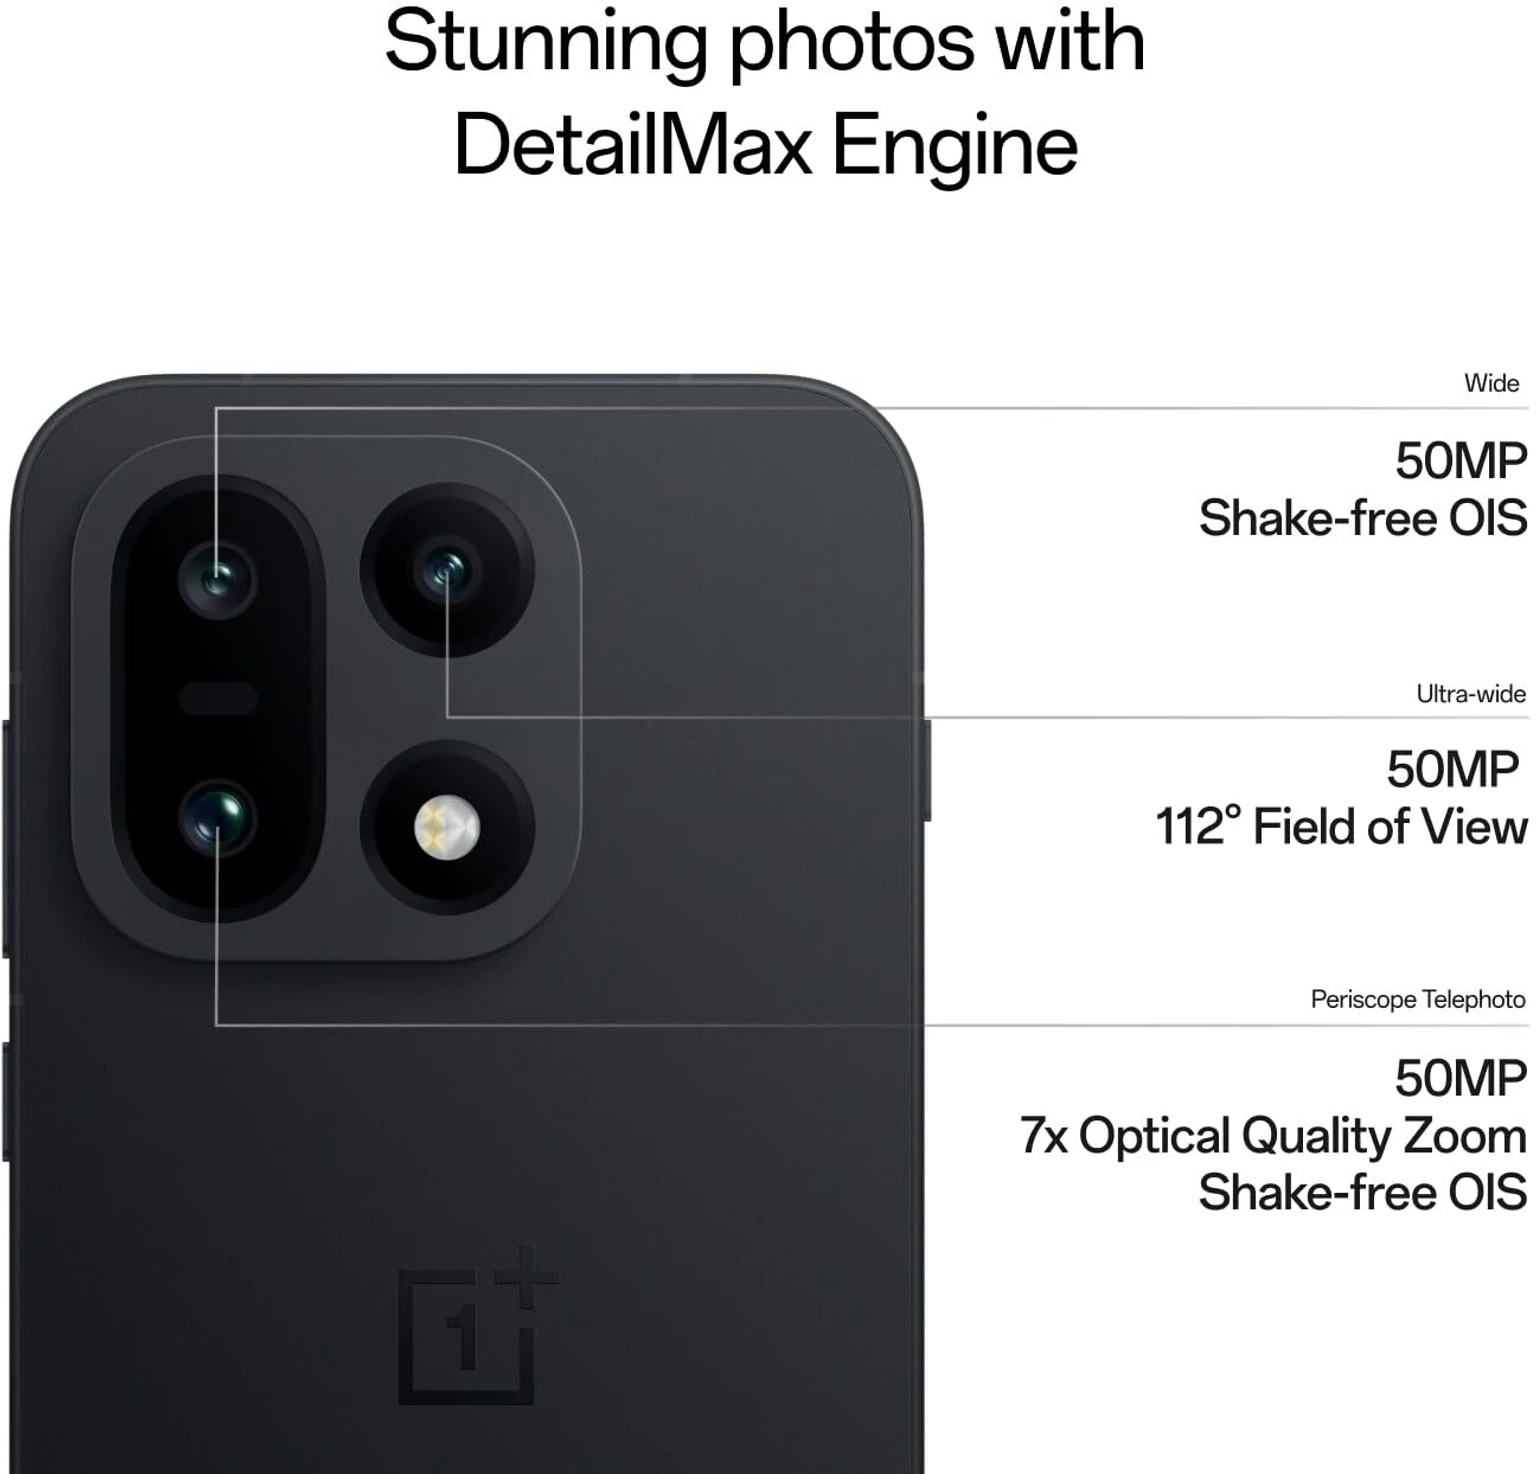 Stunning photos with
DetailMax Engine
Wide
50MP
Shake-free OIS
Ultra-wide
50MP
112° Field of View
Periscope Telephoto
50MP
7x Optical Quality Zoom
Shake-free OIS
1+